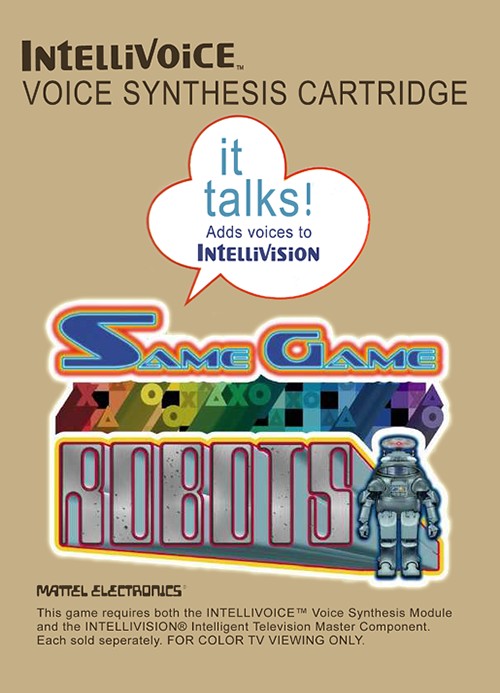 INTELLIVOICE™
VOICE SYNTHESIS CARTRIDGE
it
talks!
Adds voices to
INTELLIVISION
SAME GAME
ROBOTS
MATTEL ELECTRONICS®
This game requires both the INTELLIVOICE™ Voice Synthesis Module
and the INTELLIVISION® Intelligent Television Master Component.
Each sold seperately. FOR COLOR TV VIEWING ONLY.